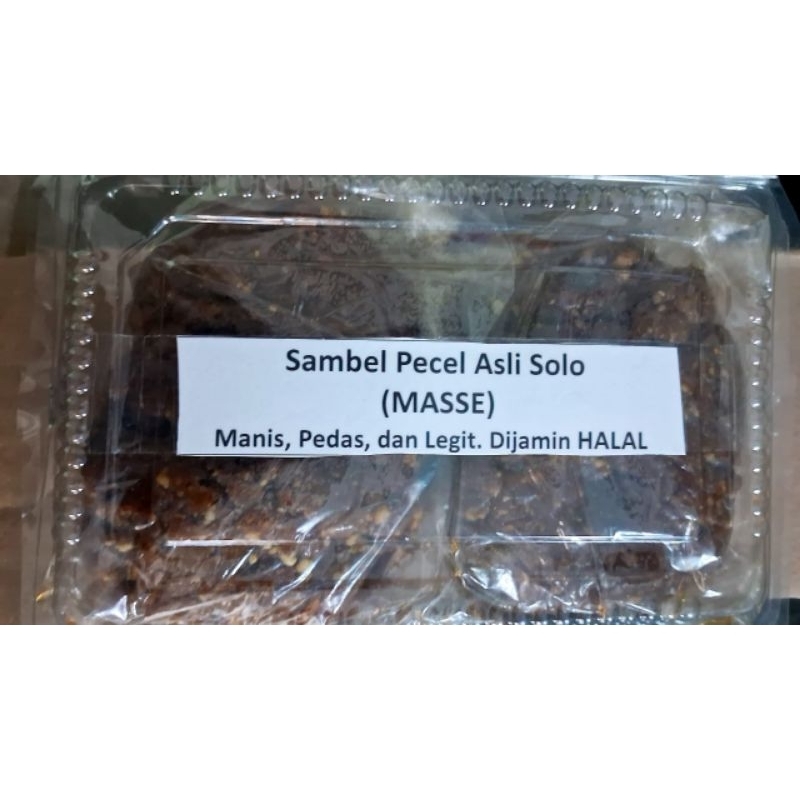 Sambel Pecel Asli Solo
(MASSE)
Manis, Pedas, dan Legit. Dijamin HALAL